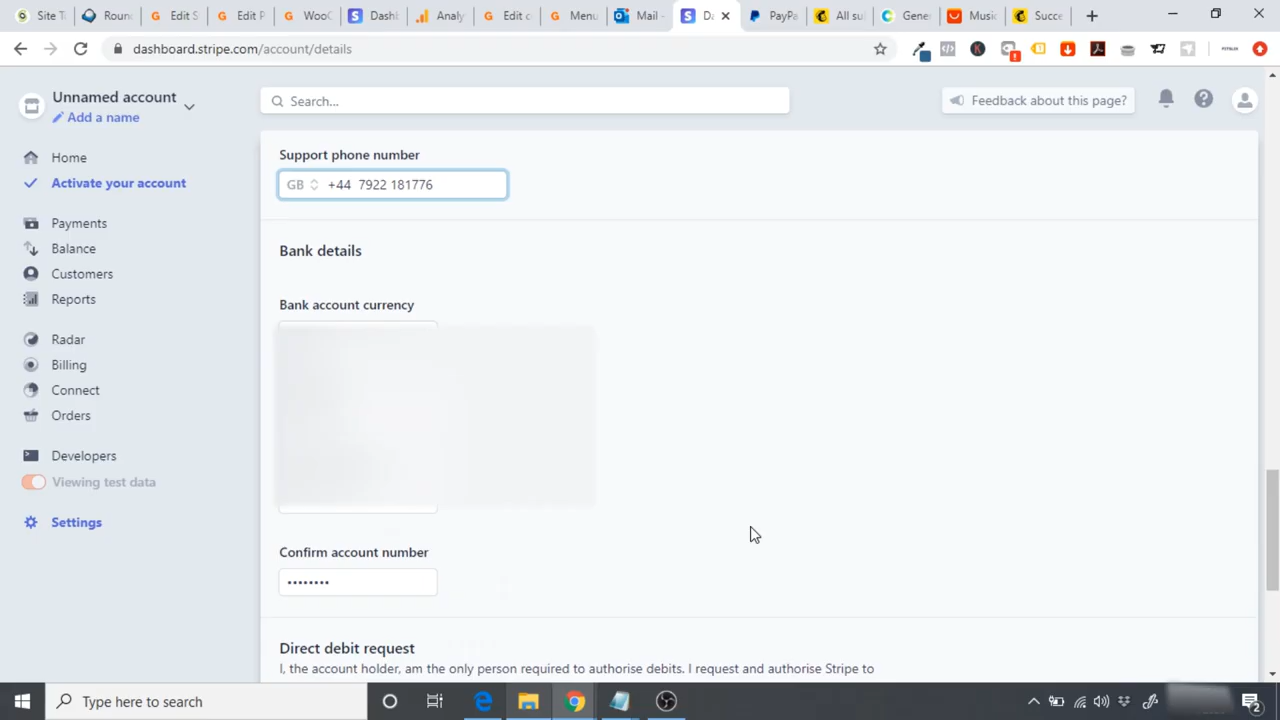 Site Ti
Roun
Edit S
Edit P
WooC
Dashb
Analy
Edit c
Menu
Mail -
Da
PayPa
All su
Gene
Music
Succe
dashboard.stripe.com/account/details
Unnamed account
Add a name
Search...
Feedback about this page?
Home
Activate your account
Payments
Balance
Customers
Reports
Radar
Billing
Connect
Orders
Developers
Viewing test data
Settings
Support phone number
GB +44 7922 181776
Bank details
Bank account currency
Confirm account number
••••••••
Direct debit request
I, the account holder, am the only person required to authorise debits. I request and authorise Stripe to
Type here to search
2